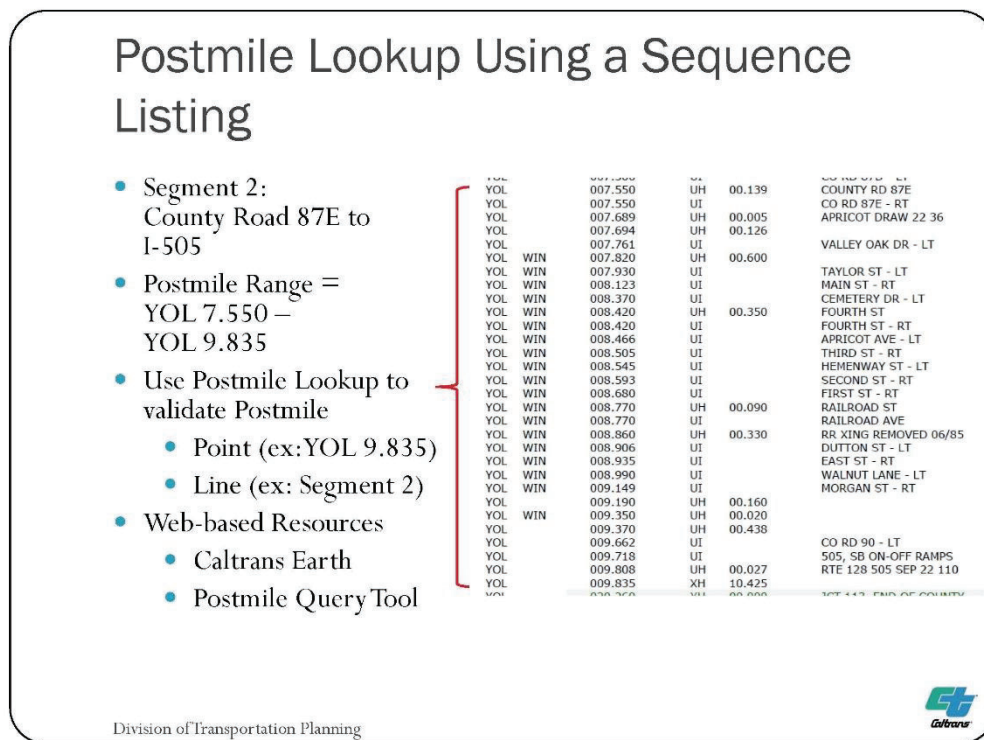 Postmile Lookup Using a Sequence
Listing
• Segment 2:
County Road 87E to
I-505
• Postmile Range =
YOL 7.550 –
YOL 9.835
• Use Postmile Lookup to
validate Postmile
• Point (ex:YOL 9.835)
• Line (ex: Segment 2)
• Web-based Resources
• Caltrans Earth
• Postmile Query Tool
YOL 007.550 UH 00.139 COUNTY RD 87E
YOL 007.550 UI CO RD 87E - RT
YOL 007.689 UH 00.005 APRICOT DRAW 22 36
YOL 007.694 UH 00.126
YOL 007.761 UI VALLEY OAK DR - LT
YOL WIN 007.820 UH 00.600
YOL WIN 007.930 UI TAYLOR ST - LT
YOL WIN 008.123 UI MAIN ST - RT
YOL WIN 008.370 UI CEMETERY DR - LT
YOL WIN 008.420 UH 00.350 FOURTH ST
YOL WIN 008.420 UI FOURTH ST - RT
YOL WIN 008.466 UI APRICOT AVE - LT
YOL WIN 008.505 UI THIRD ST - RT
YOL WIN 008.545 UI HEMENWAY ST - LT
YOL WIN 008.593 UI SECOND ST - RT
YOL WIN 008.680 UI FIRST ST - RT
YOL WIN 008.770 UH 00.090 RAILROAD ST
YOL WIN 008.770 UI RAILROAD AVE
YOL WIN 008.860 UH 00.330 RR XING REMOVED 06/85
YOL WIN 008.906 UI DUTTON ST - LT
YOL WIN 008.935 UI EAST ST - RT
YOL WIN 008.990 UI WALNUT LANE - LT
YOL WIN 009.149 UI MORGAN ST - RT
YOL 009.190 UH 00.160
YOL WIN 009.350 UH 00.020
YOL 009.370 UH 00.438
YOL 009.662 UI CO RD 90 - LT
YOL 009.718 UI 505, SB ON-OFF RAMPS
YOL 009.808 UH 00.027 RTE 128 505 SEP 22 110
YOL 009.835 XH 10.425
Division of Transportation Planning
Caltrans